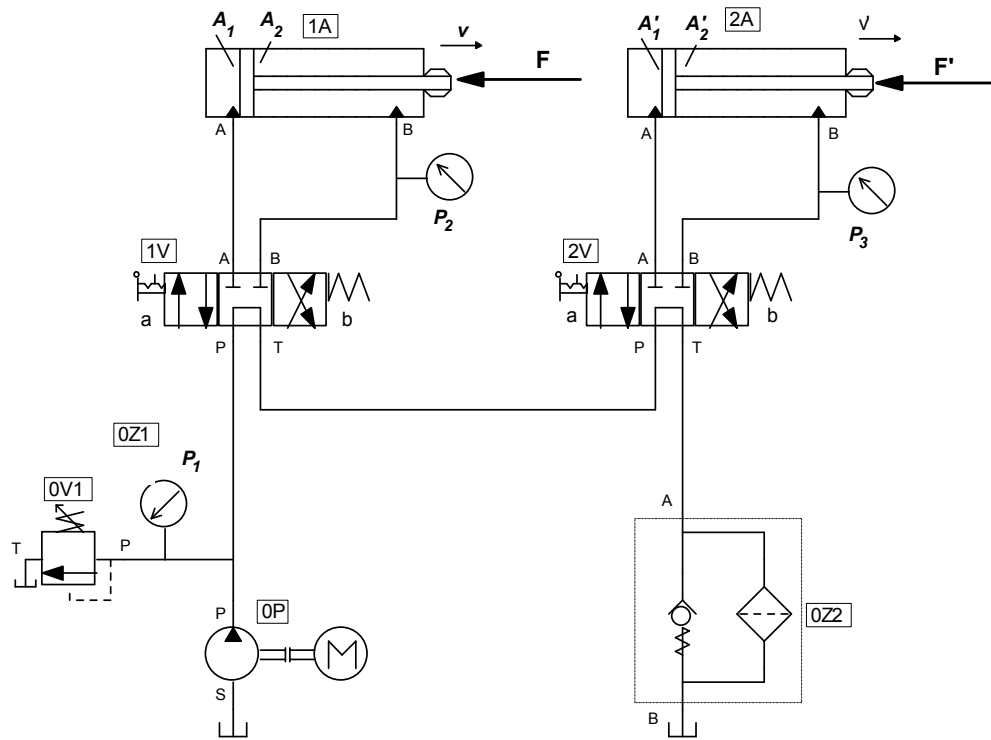 A1 A2 1A v
F
A'1 A'2 2A v'
F'
A B
A B
P2
P3
1V A B
2V A B
a b
a b
P T
P T
0Z1
P1
0V1
T P
A
P 0P
M
0Z2
S
B